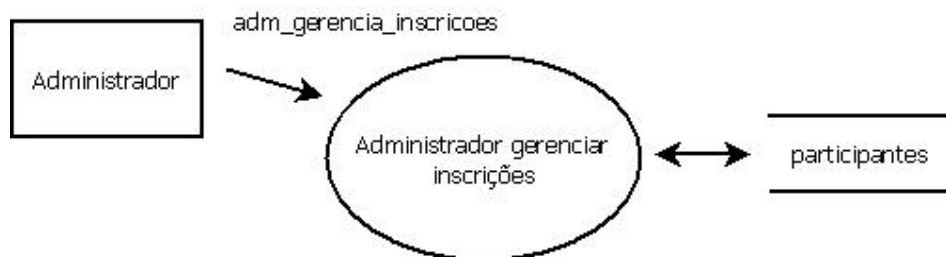 adm_gerencia_inscricoes
Administrador
Administrador gerenciar
inscrições
participantes